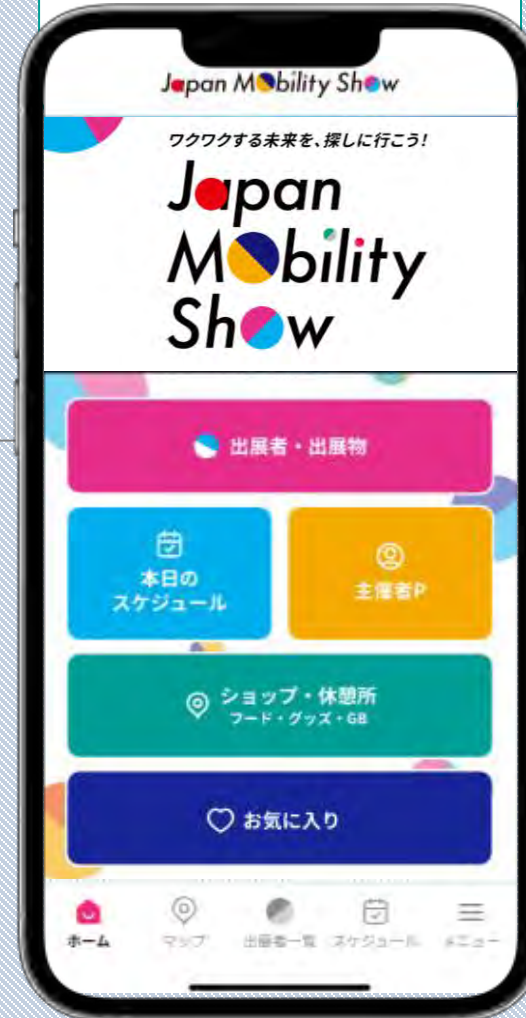 Japan Mobility Show
ワクワクする未来を、探しに行こう!
Japan
Mobility
Show
出展者・出展物
本日の
スケジュール
主催者P
ショップ・休憩所
フード・グッズ・GB
お気に入り
ホーム
マップ
出展者一覧
スケジュール
メニュー